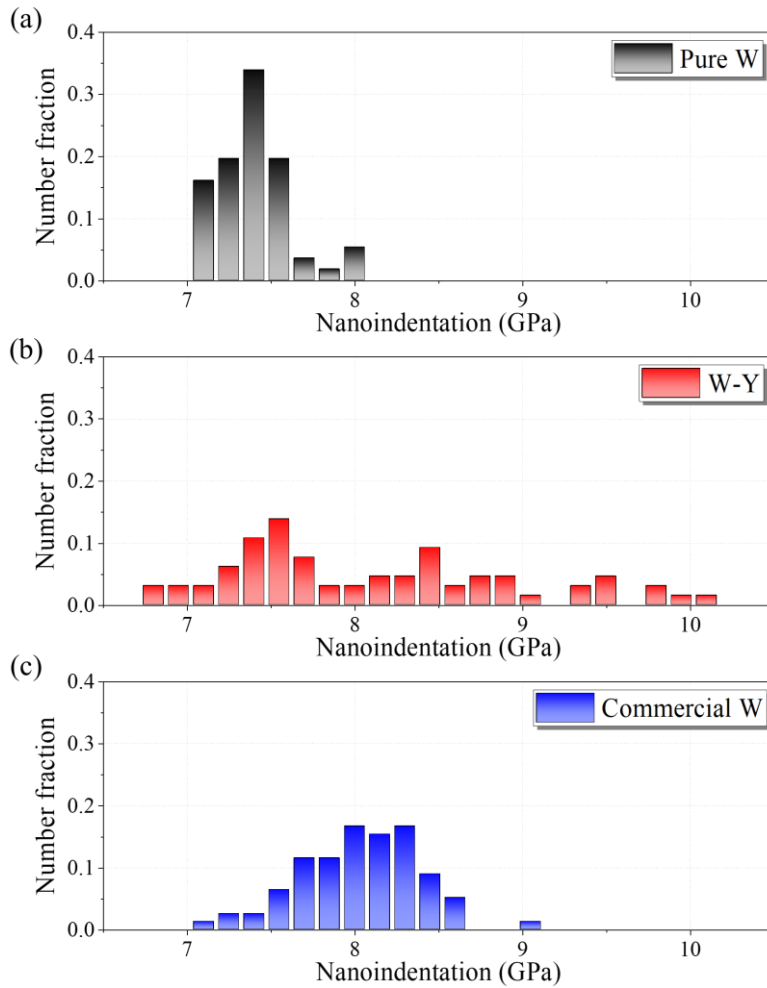 (a)
0.4
0.3
0.2
0.1
0.0
Number fraction
Pure W
7 8 9 10
Nanoindentation (GPa)
(b)
0.4
0.3
0.2
0.1
0.0
Number fraction
W-Y
7 8 9 10
Nanoindentation (GPa)
(c)
0.4
0.3
0.2
0.1
0.0
Number fraction
Commercial W
7 8 9 10
Nanoindentation (GPa)